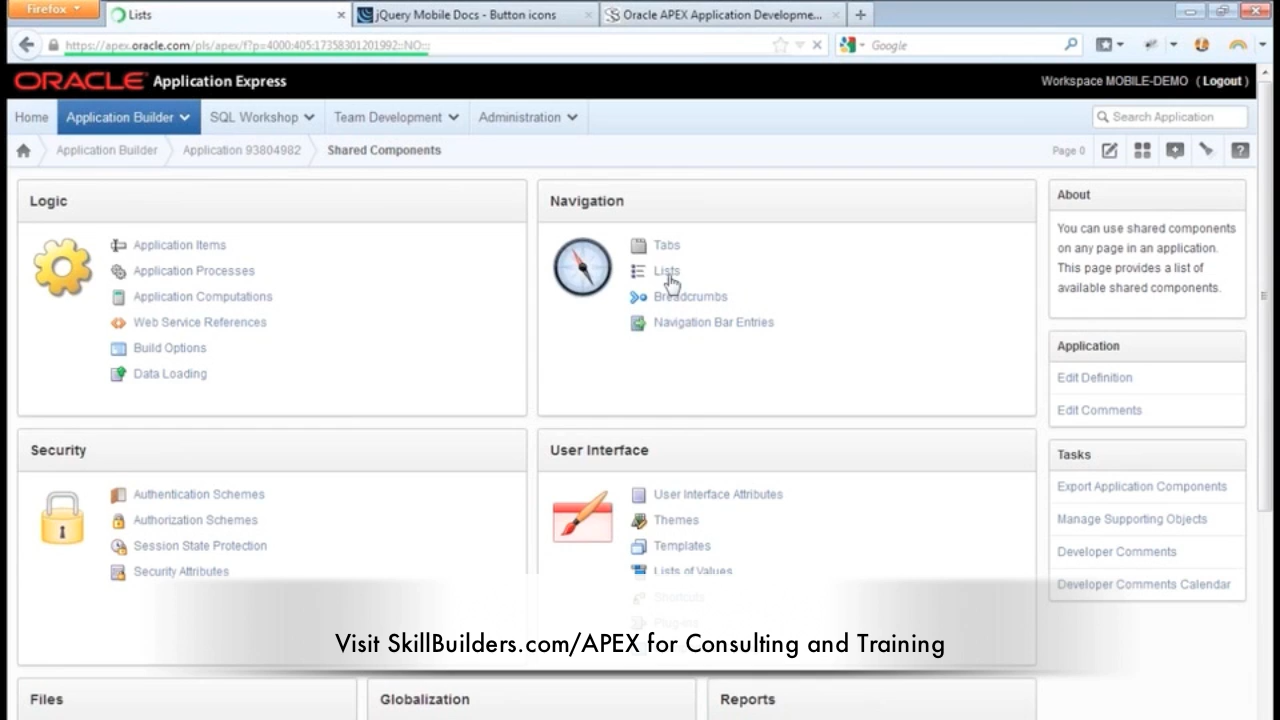 Firefox
Lists
jQuery Mobile Docs - Button icons
Oracle APEX Application Developme...
https://apex.oracle.com/pls/apex/f?p=4000:405:17358301201992::NO:::
Google
ORACLE Application Express
Workspace MOBILE-DEMO ( Logout )
Home
Application Builder
SQL Workshop
Team Development
Administration
Search Application
Application Builder
Application 93804982
Shared Components
Page 0
Logic
Application Items
Application Processes
Application Computations
Web Service References
Build Options
Data Loading
Navigation
Tabs
Lists
Breadcrumbs
Navigation Bar Entries
About
You can use shared components
on any page in an application.
This page provides a list of
available shared components.
Application
Edit Definition
Edit Comments
Security
Authentication Schemes
Authorization Schemes
Session State Protection
Security Attributes
User Interface
User Interface Attributes
Themes
Templates
Lists of Values
Shortcuts
Plug-ins
Tasks
Export Application Components
Manage Supporting Objects
Developer Comments
Developer Comments Calendar
Visit SkillBuilders.com/APEX for Consulting and Training
Files
Globalization
Reports